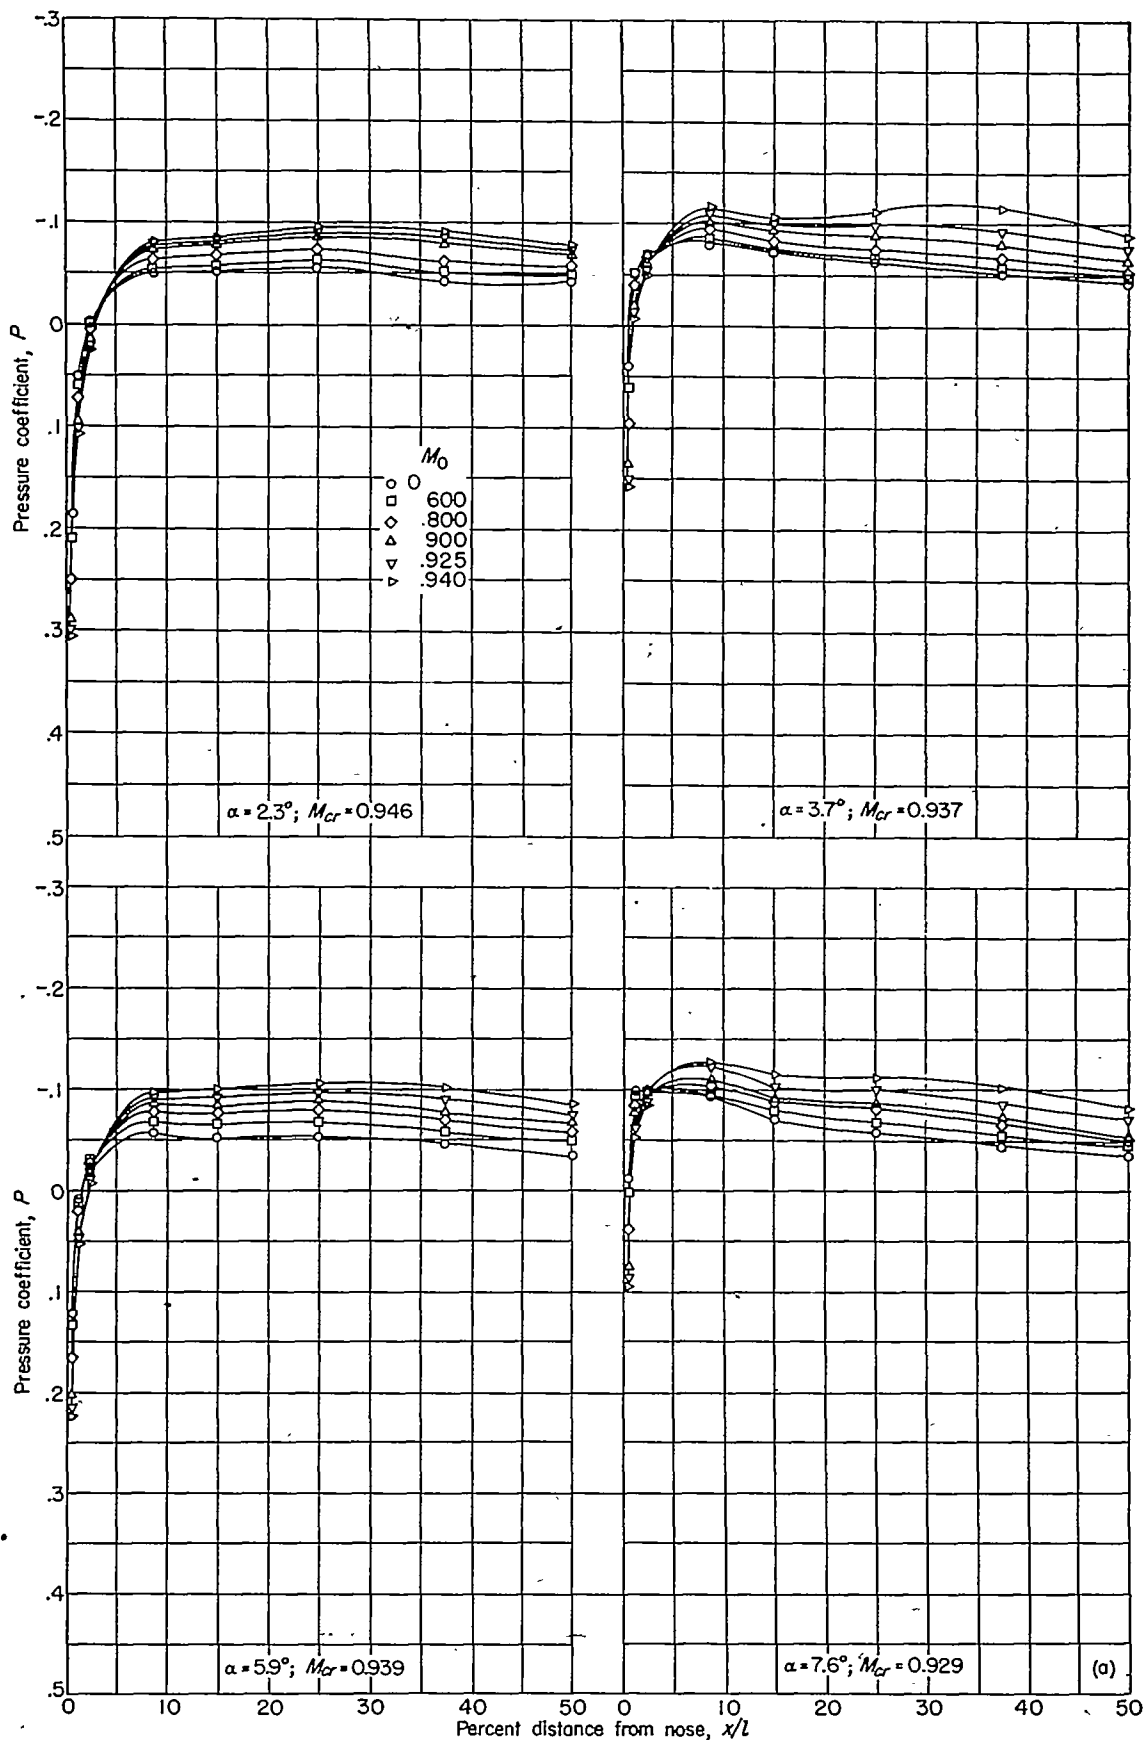 -.3
-.2
-.1
0
.1
.2
.3
.4
.5
Pressure coefficient, P
M0
0
600
.800
900
.925
.940
α = 2.3°; Mcr = 0.946
α = 3.7°; Mcr = 0.937
-.3
-.2
-.1
0
.1
.2
.3
.4
.5
Pressure coefficient, P
α = 5.9°; Mcr = 0.939
α = 7.6°; Mcr = 0.929
(a)
0 10 20 30 40 50 0 10 20 30 40 50
Percent distance from nose, x/l